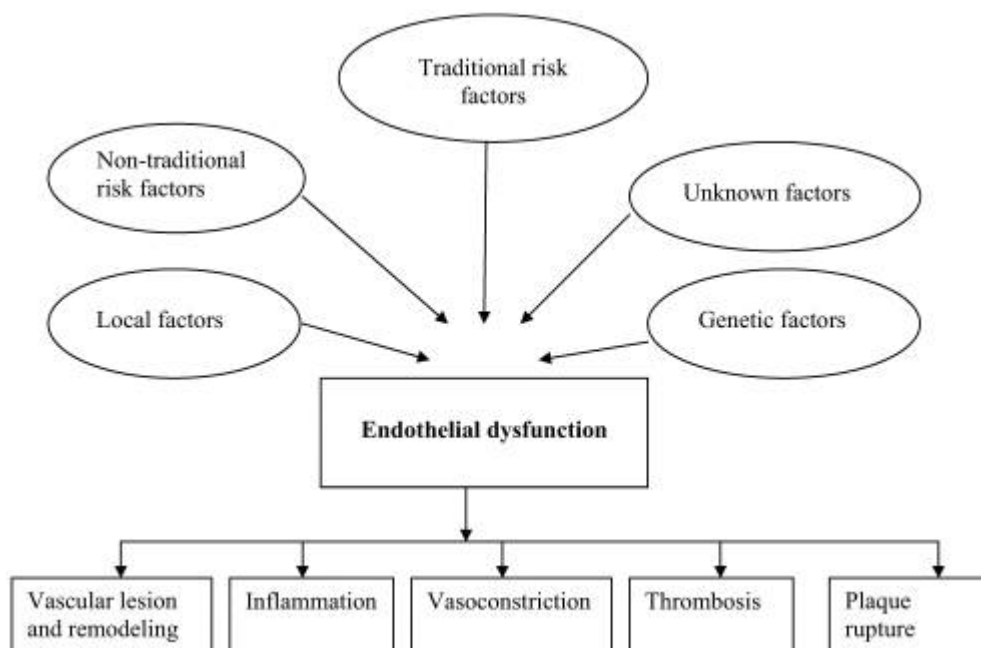 Traditional risk
factors
Non-traditional
risk factors
Unknown factors
Local factors
Genetic factors
Endothelial dysfunction
Vascular lesion
and remodeling
Inflammation
Vasoconstriction
Thrombosis
Plaque
rupture